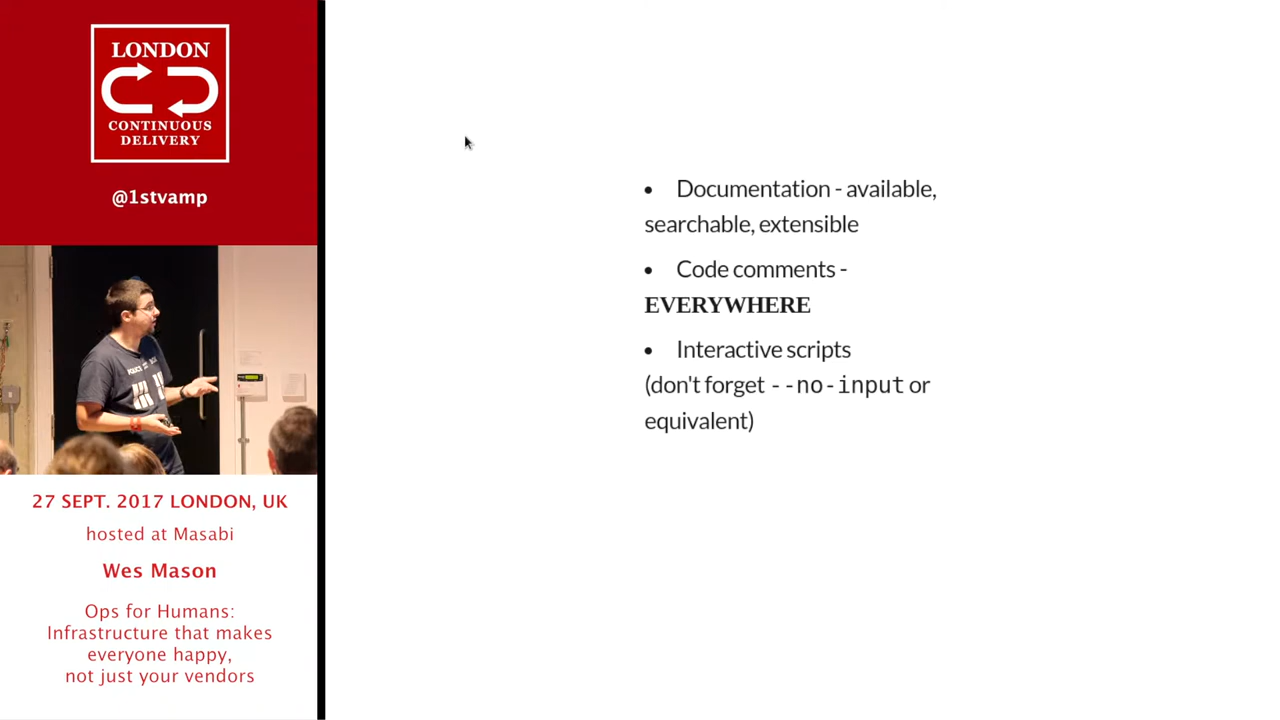 LONDON
CONTINUOUS
DELIVERY
@1stvamp
27 SEPT. 2017 LONDON, UK
hosted at Masabi
Wes Mason
Ops for Humans:
Infrastructure that makes
everyone happy,
not just your vendors
• Documentation - available,
searchable, extensible
• Code comments -
EVERYWHERE
• Interactive scripts
(don't forget --no-input or
equivalent)